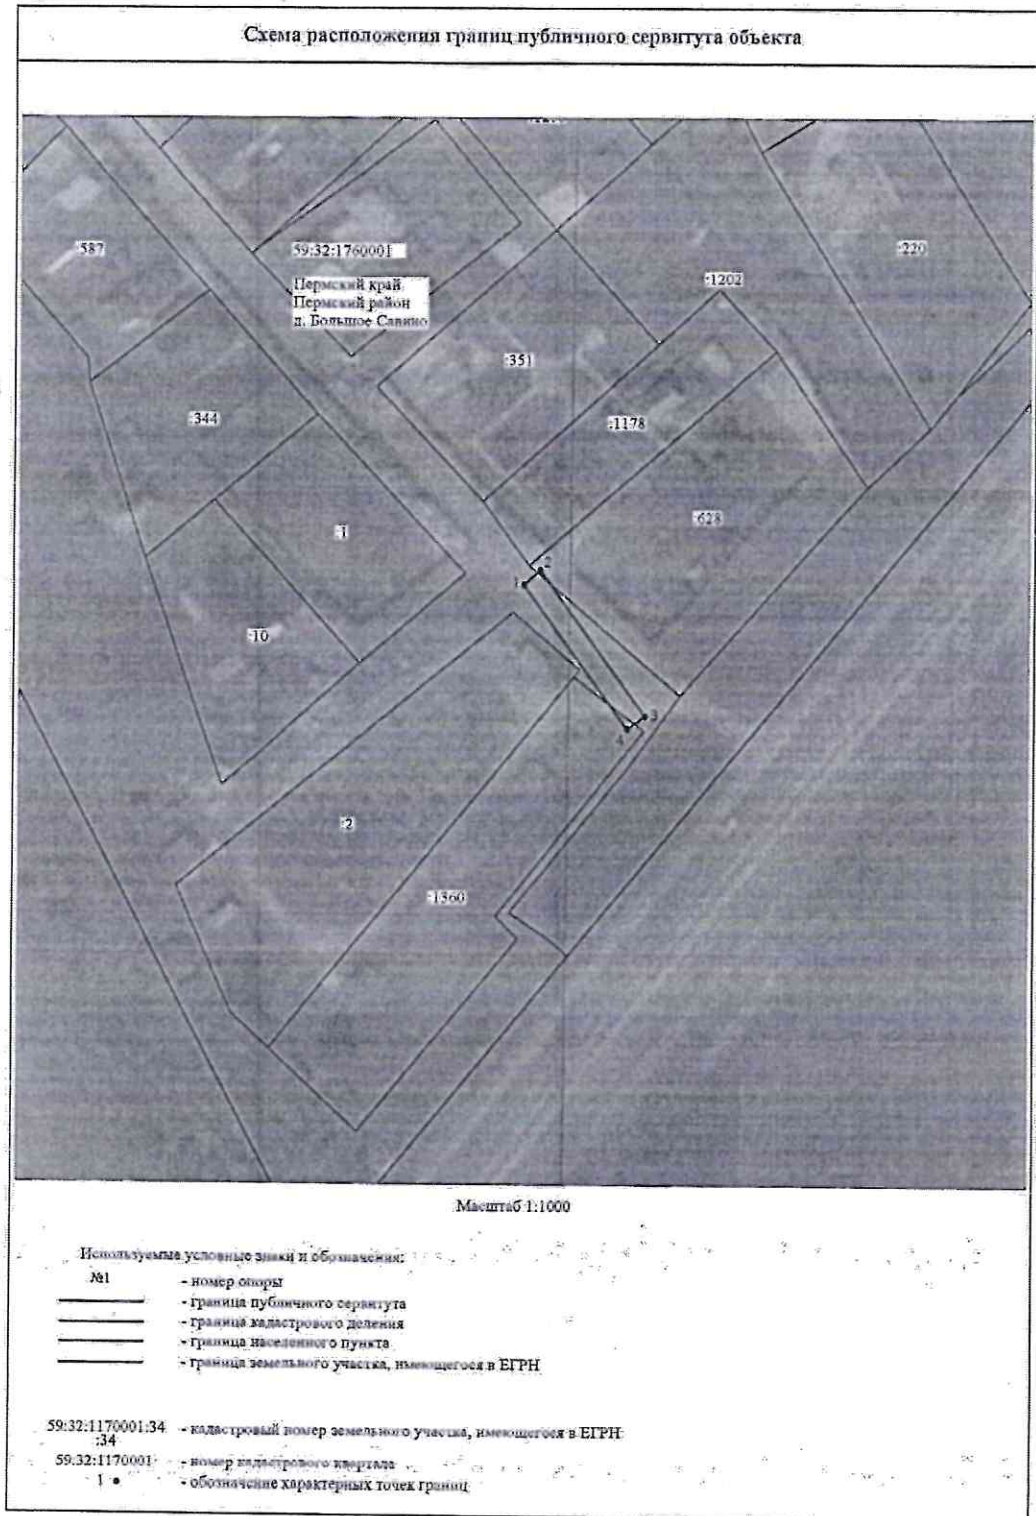 Схема расположения границ публичного сервитута объекта
:587
59:32:1760001
:220
Пермский край
Пермский район
д. Большое Савино
:1202
:351
:344
:1178
:628
:1
2
1
:10
3
4
:2
:1360
Масштаб 1:1000
Используемые условные знаки и обозначения:
№1 - номер опоры
- граница публичного сервитута
- граница кадастрового деления
- граница населенного пункта
- граница земельного участка, имеющегося в ЕГРН
59:32:1170001:34 - кадастровый номер земельного участка, имеющегося в ЕГРН
:34
59:32:1170001 - номер кадастрового квартала
1 • - обозначение характерных точек границ